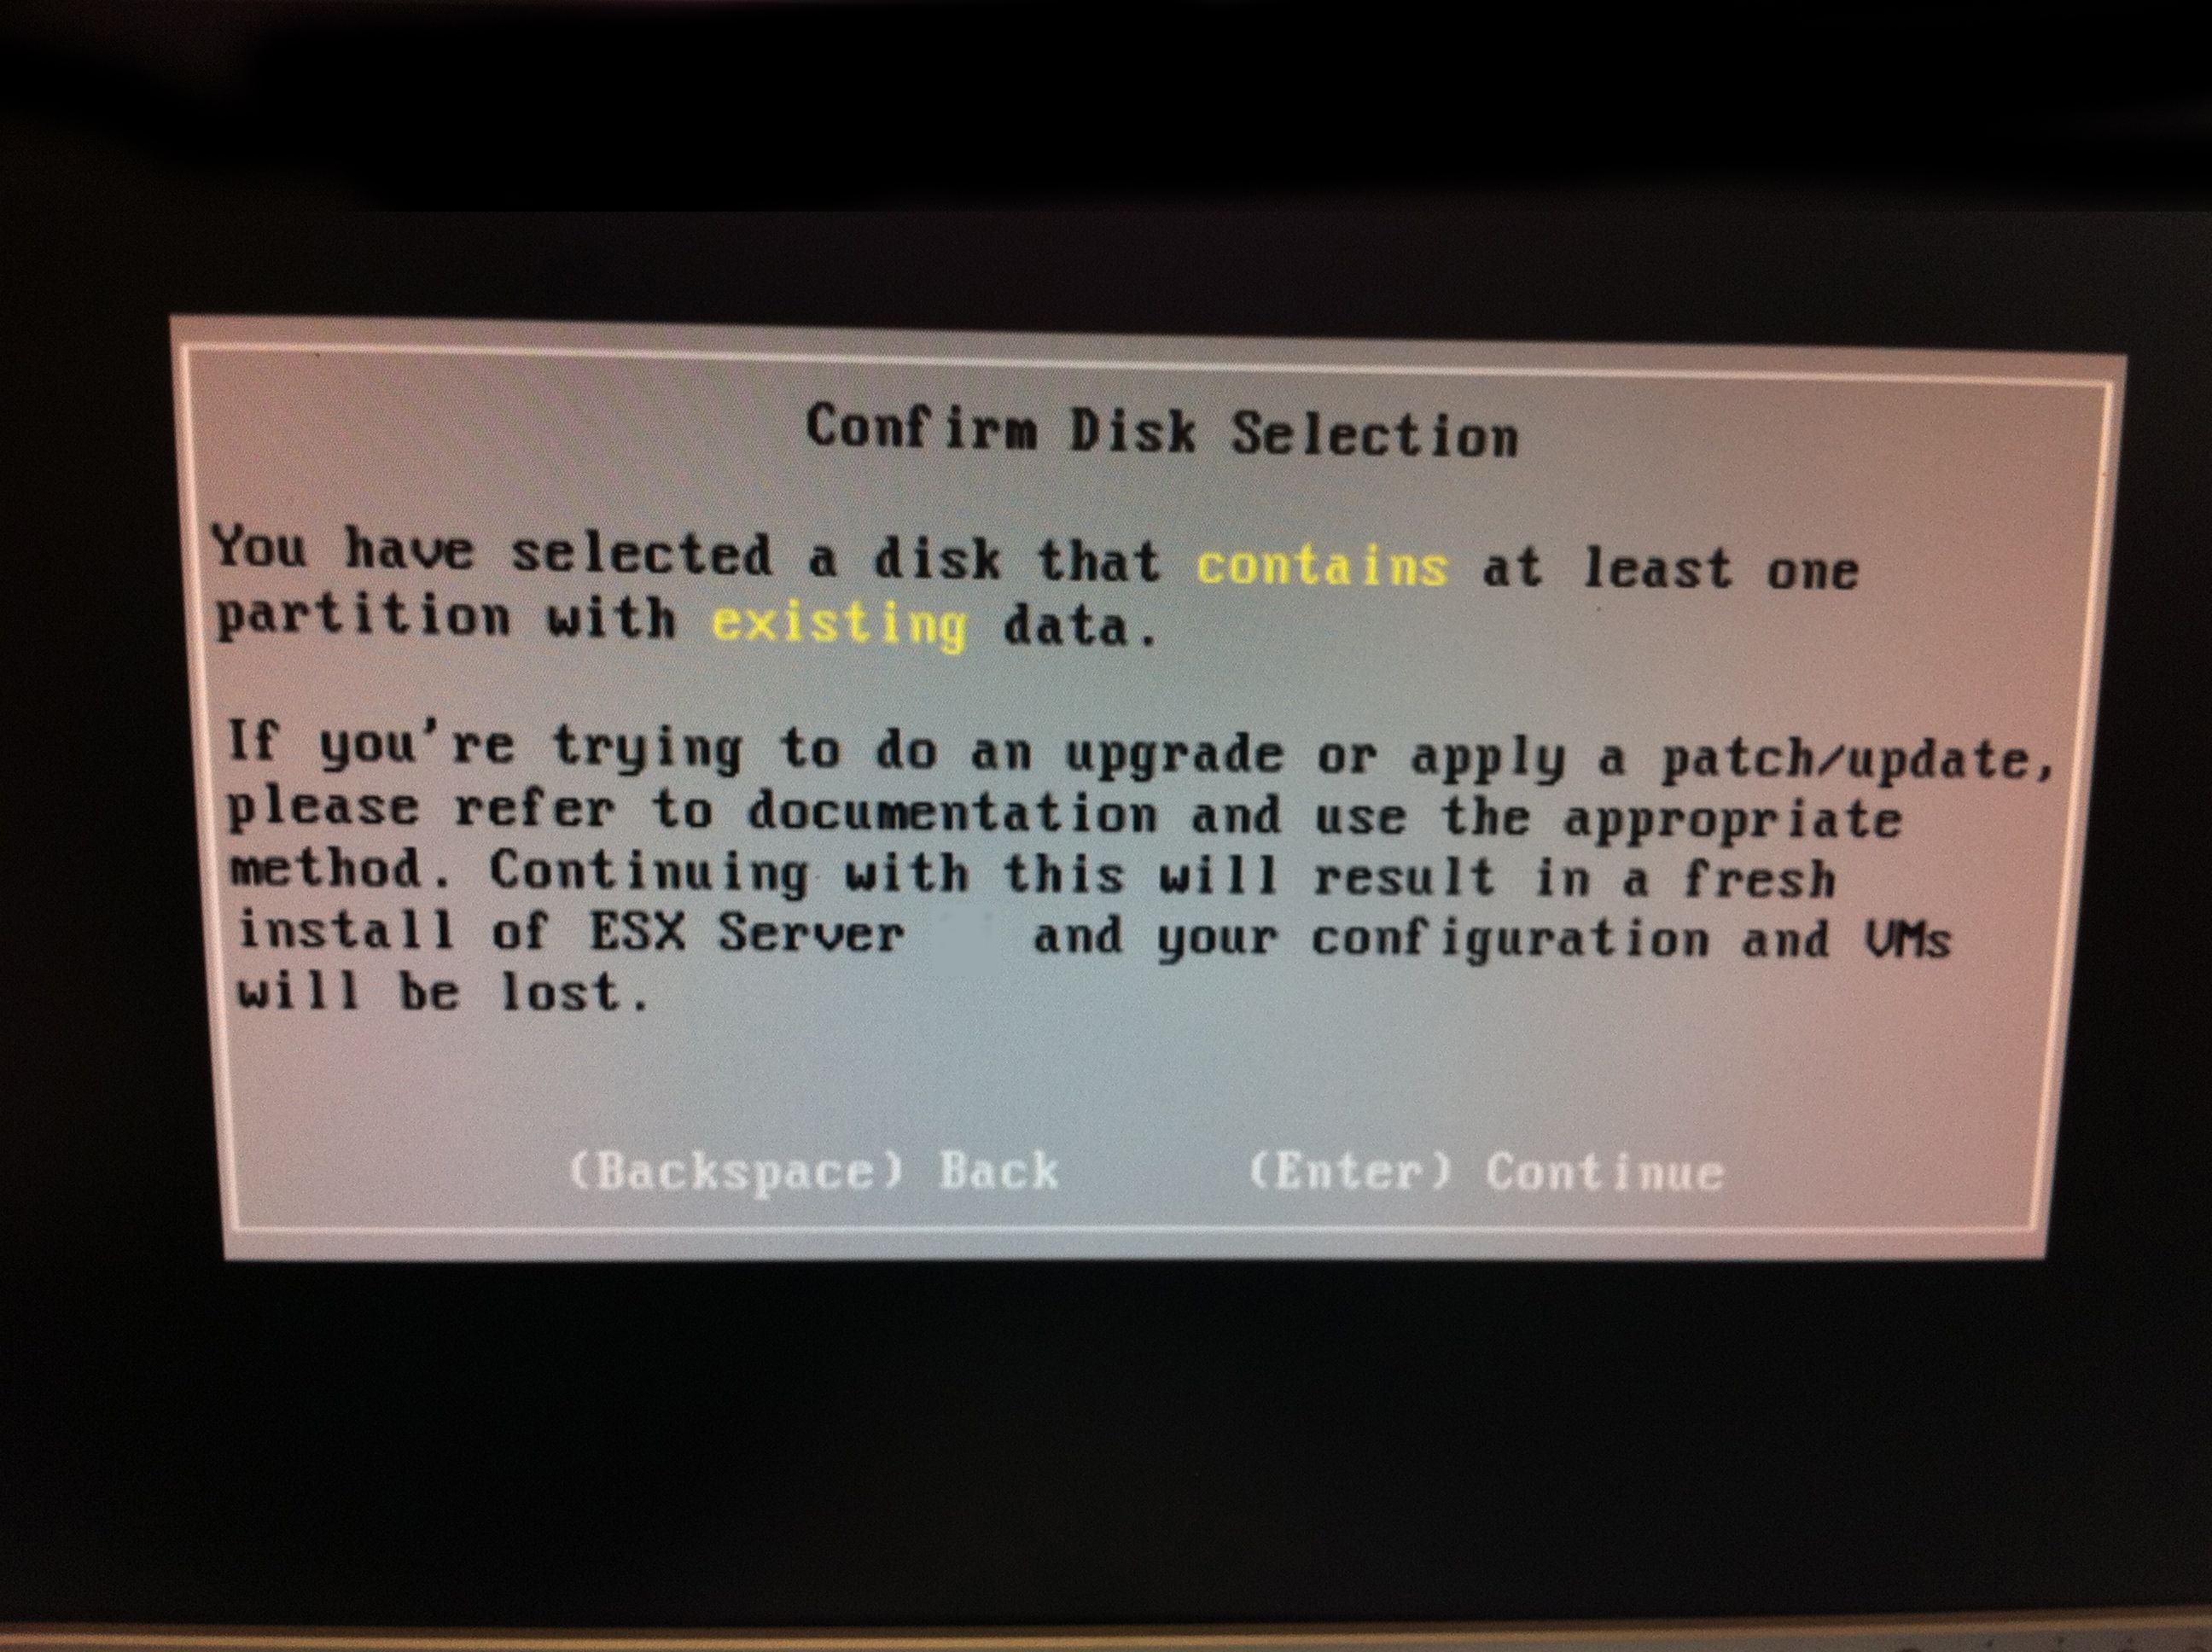 Confirm Disk Selection
You have selected a disk that contains at least one
partition with existing data.
If you're trying to do an upgrade or apply a patch/update,
please refer to documentation and use the appropriate
method. Continuing with this will result in a fresh
install of ESX Server and your configuration and VMs
will be lost.
(Backspace) Back (Enter) Continue